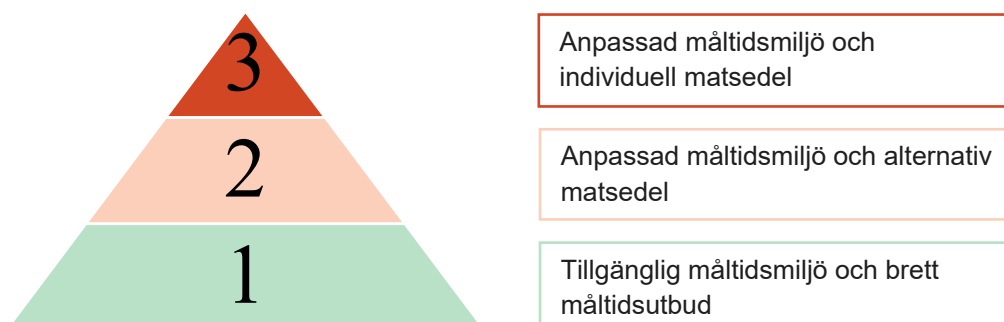 3
Anpassad måltidsmiljö och
individuell matsedel
2
Anpassad måltidsmiljö och alternativ
matsedel
1
Tillgänglig måltidsmiljö och brett
måltidsutbud